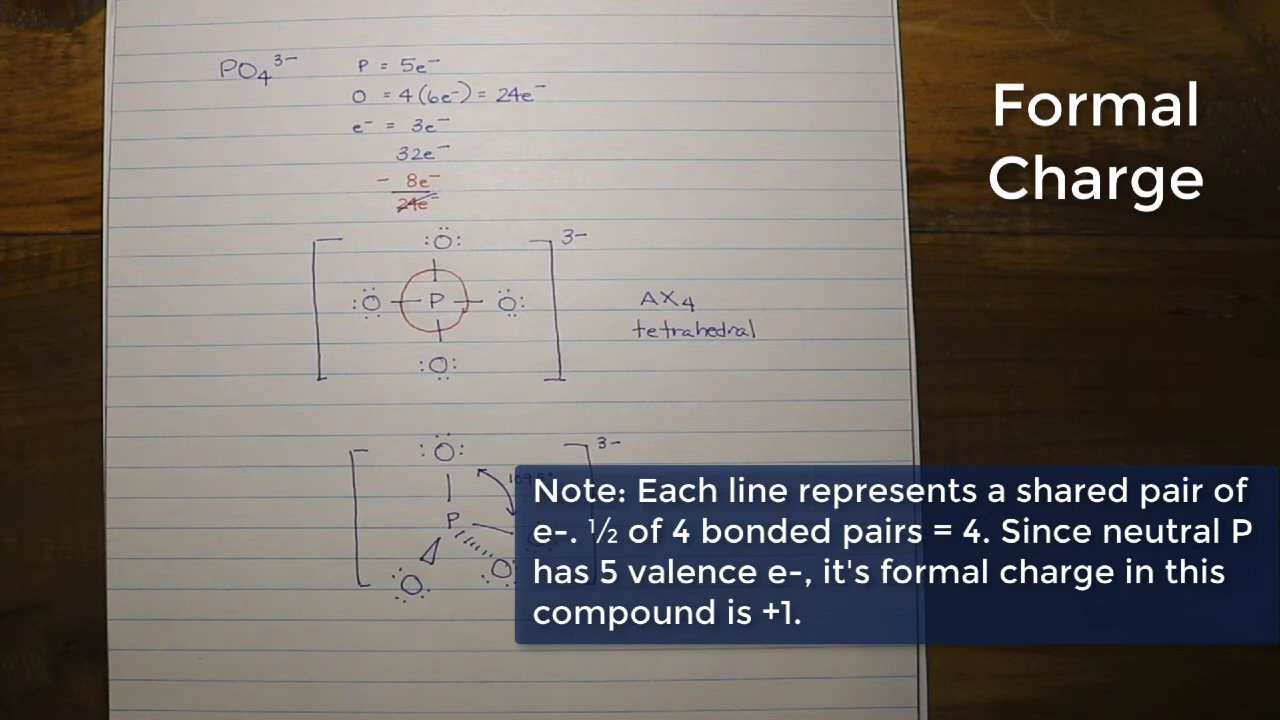 PO₄³⁻
P = 5e⁻
O = 4(6e⁻) = 24e⁻
e⁻ = 3e⁻
32e⁻
- 8e⁻
24e⁻
Formal
Charge
:Ö:
3-
:Ö – P – Ö:
:O:
AX₄
tetrahedral
:Ö:
3-
P
O
O
Note: Each line represents a shared pair of
e-. ½ of 4 bonded pairs = 4. Since neutral P
has 5 valence e-, it's formal charge in this
compound is +1.